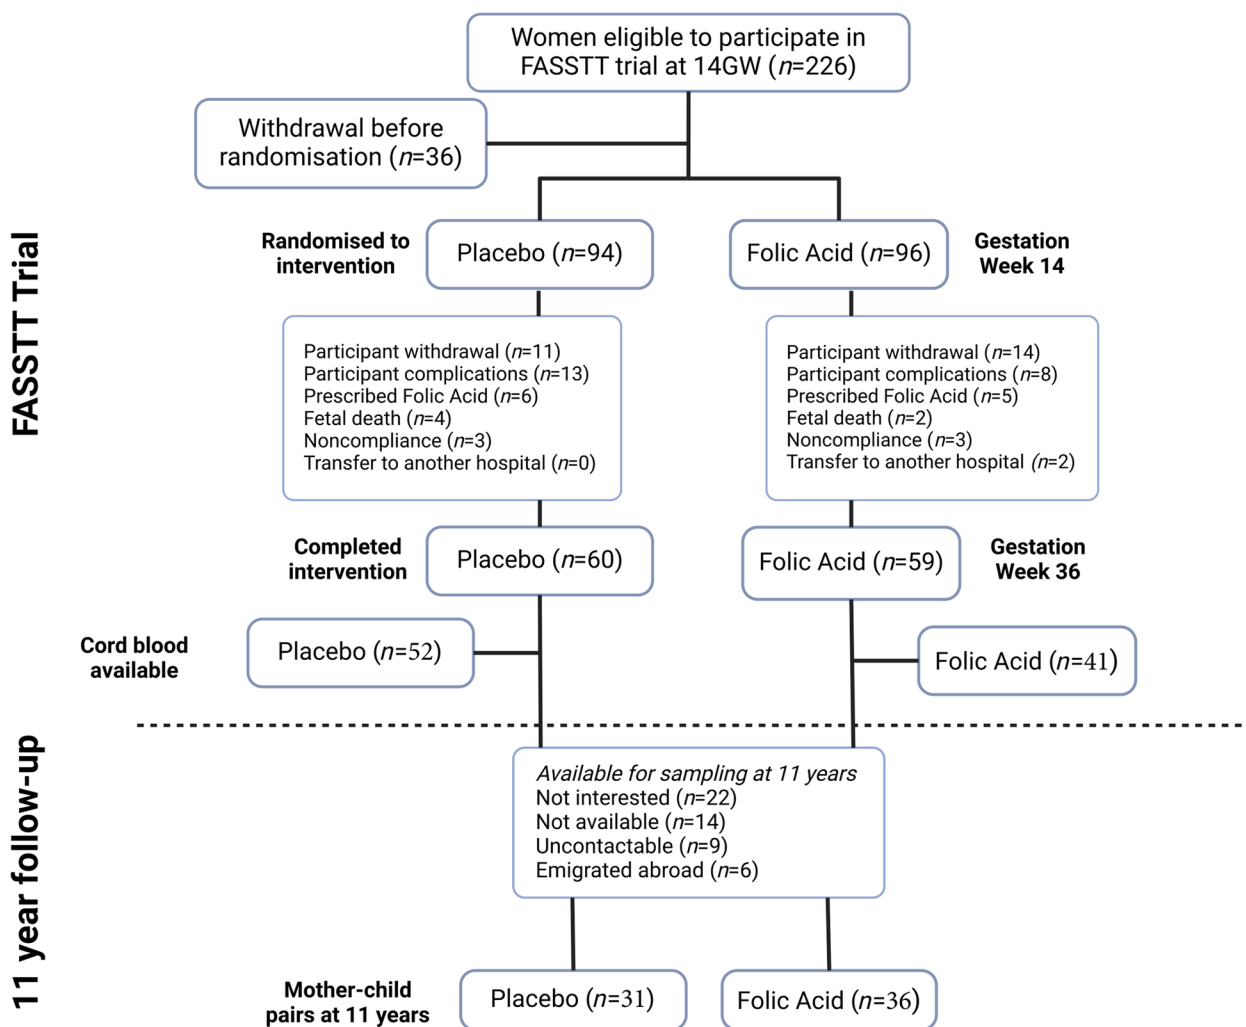 Women eligible to participate in
FASSTT trial at 14GW (n=226)
Withdrawal before
randomisation (n=36)
FASSTT Trial
Randomised to
intervention
Placebo (n=94)
Folic Acid (n=96)
Gestation
Week 14
Participant withdrawal (n=11)
Participant complications (n=13)
Prescribed Folic Acid (n=6)
Fetal death (n=4)
Noncompliance (n=3)
Transfer to another hospital (n=0)
Participant withdrawal (n=14)
Participant complications (n=8)
Prescribed Folic Acid (n=5)
Fetal death (n=2)
Noncompliance (n=3)
Transfer to another hospital (n=2)
Completed
intervention
Placebo (n=60)
Folic Acid (n=59)
Gestation
Week 36
Cord blood
available
Placebo (n=52)
Folic Acid (n=41)
11 year follow-up
Available for sampling at 11 years
Not interested (n=22)
Not available (n=14)
Uncontactable (n=9)
Emigrated abroad (n=6)
Mother-child
pairs at 11 years
Placebo (n=31)
Folic Acid (n=36)